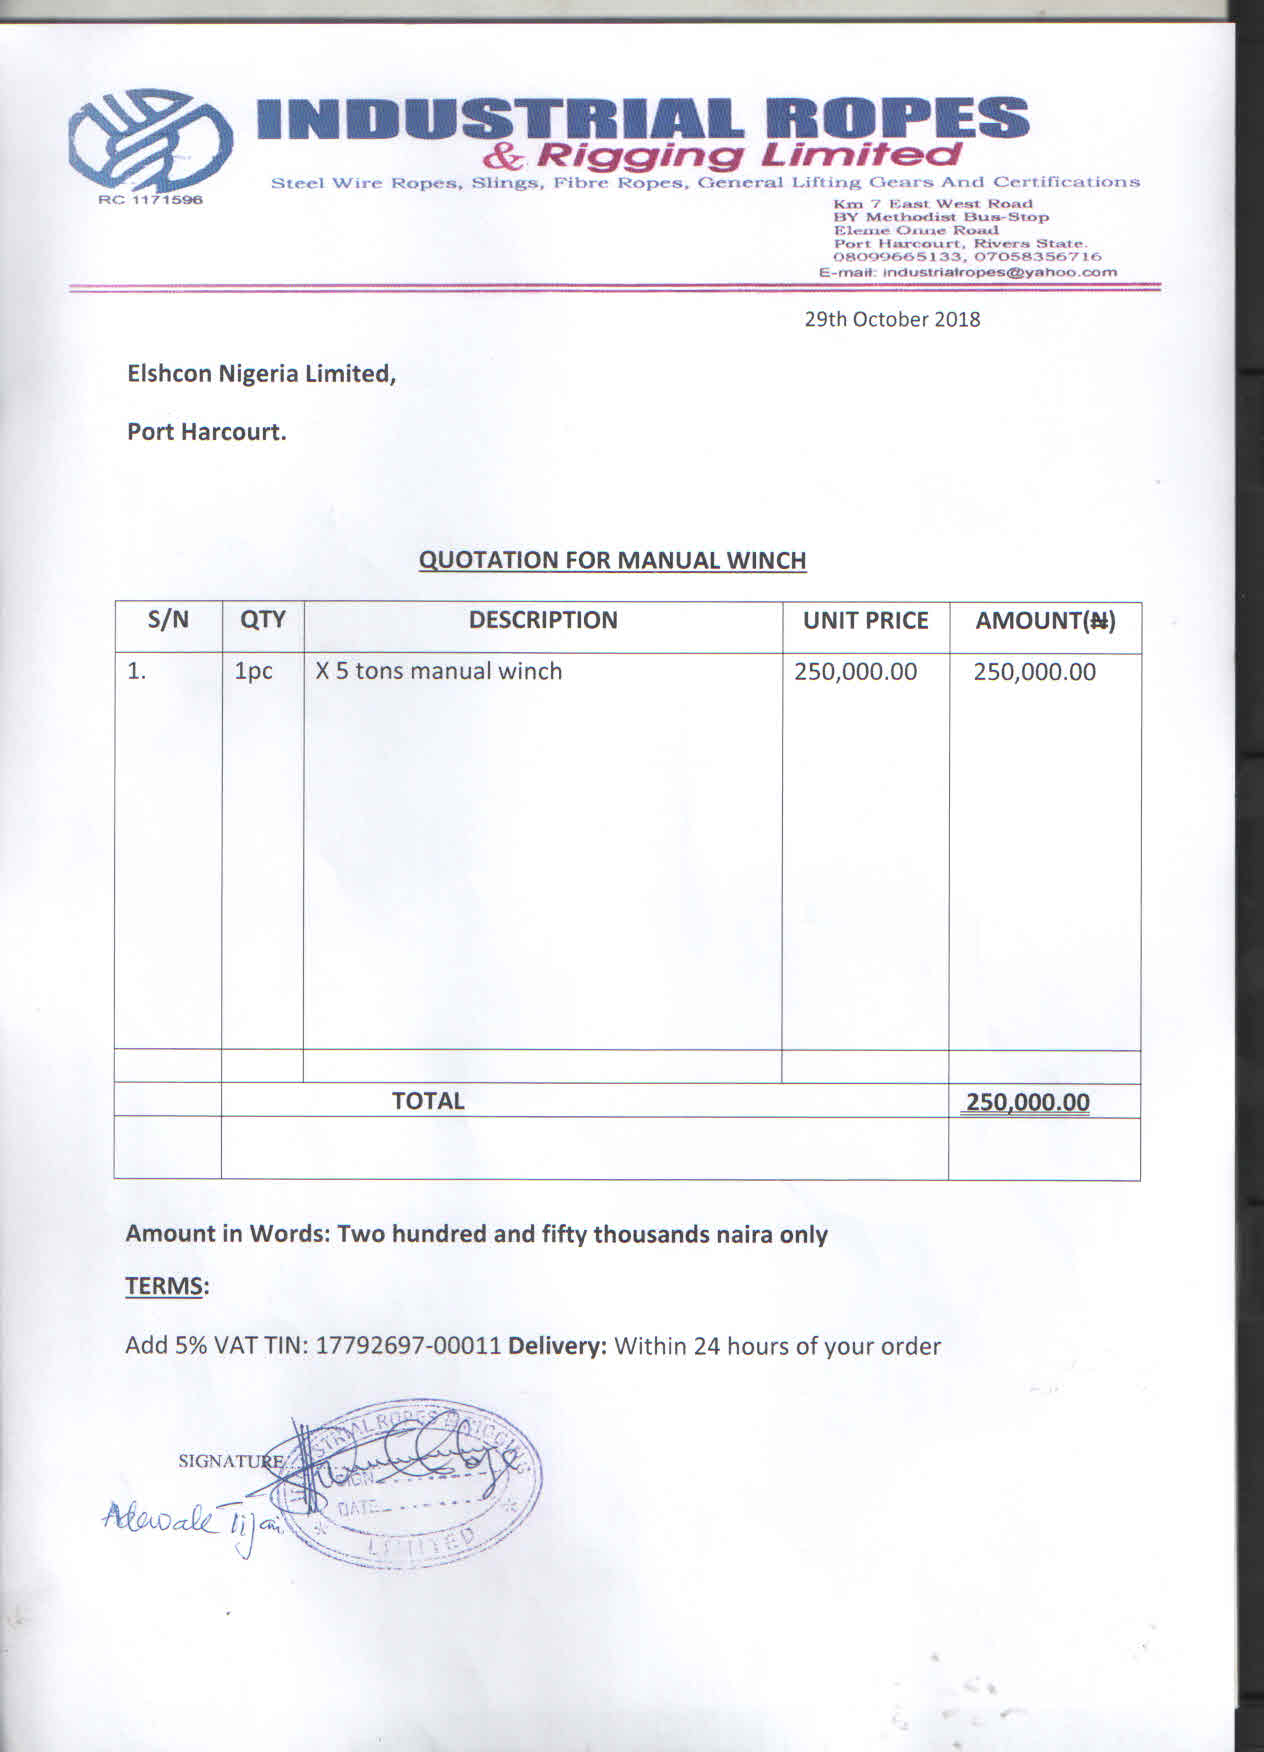 INDUSTRIAL ROPES
& Rigging Limited
Steel Wire Ropes, Slings, Fibre Ropes, General Lifting Gears And Certifications
RC 1171596
Km 7 East West Road
BY Methodist Bus-Stop
Eleme Onne Road
Port Harcourt, Rivers State.
08099665133, 07058356716
E-mail: industrialropes@yahoo.com
29th October 2018
Elshcon Nigeria Limited,
Port Harcourt.
QUOTATION FOR MANUAL WINCH
S/N QTY DESCRIPTION UNIT PRICE AMOUNT(₦)
1. 1pc X 5 tons manual winch 250,000.00 250,000.00
TOTAL 250,000.00
Amount in Words: Two hundred and fifty thousands naira only
TERMS:
Add 5% VAT TIN: 17792697-00011 Delivery: Within 24 hours of your order
SIGNATURE
Adewale Tijani
INDUSTRIAL ROPES & RIGGING
SIGN
DATE
LIMITED